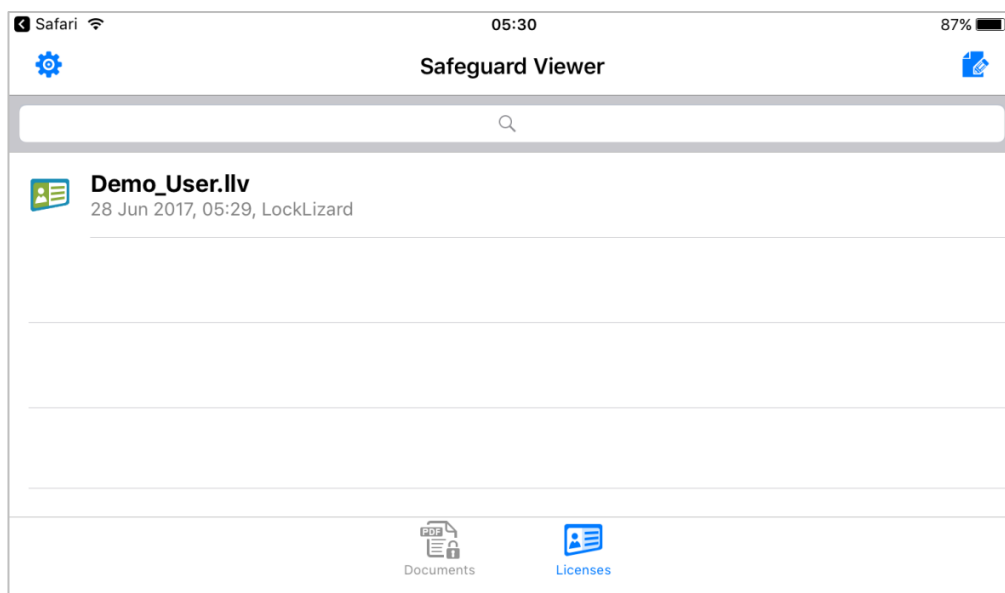 Safari 05:30 87%
Safeguard Viewer
Demo_User.llv
28 Jun 2017, 05:29, LockLizard
PDF
Documents Licenses